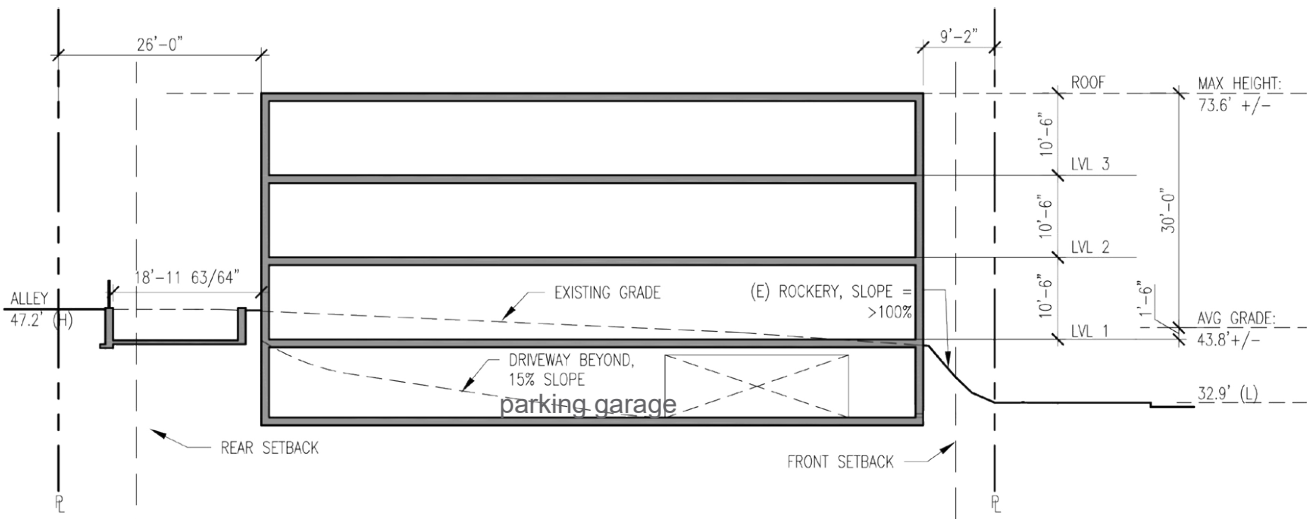 26'-0"
9'-2"
ROOF
MAX HEIGHT:
73.6' +/-
10'-6"
LVL 3
10'-6"
30'-0"
LVL 2
18'-11 63/64"
ALLEY
47.2' (H)
EXISTING GRADE
(E) ROCKERY, SLOPE =
>100%
10'-6"
1'-6"
AVG GRADE:
43.8'+/-
LVL 1
DRIVEWAY BEYOND,
15% SLOPE
parking garage
32.9' (L)
REAR SETBACK
FRONT SETBACK
PL
PL